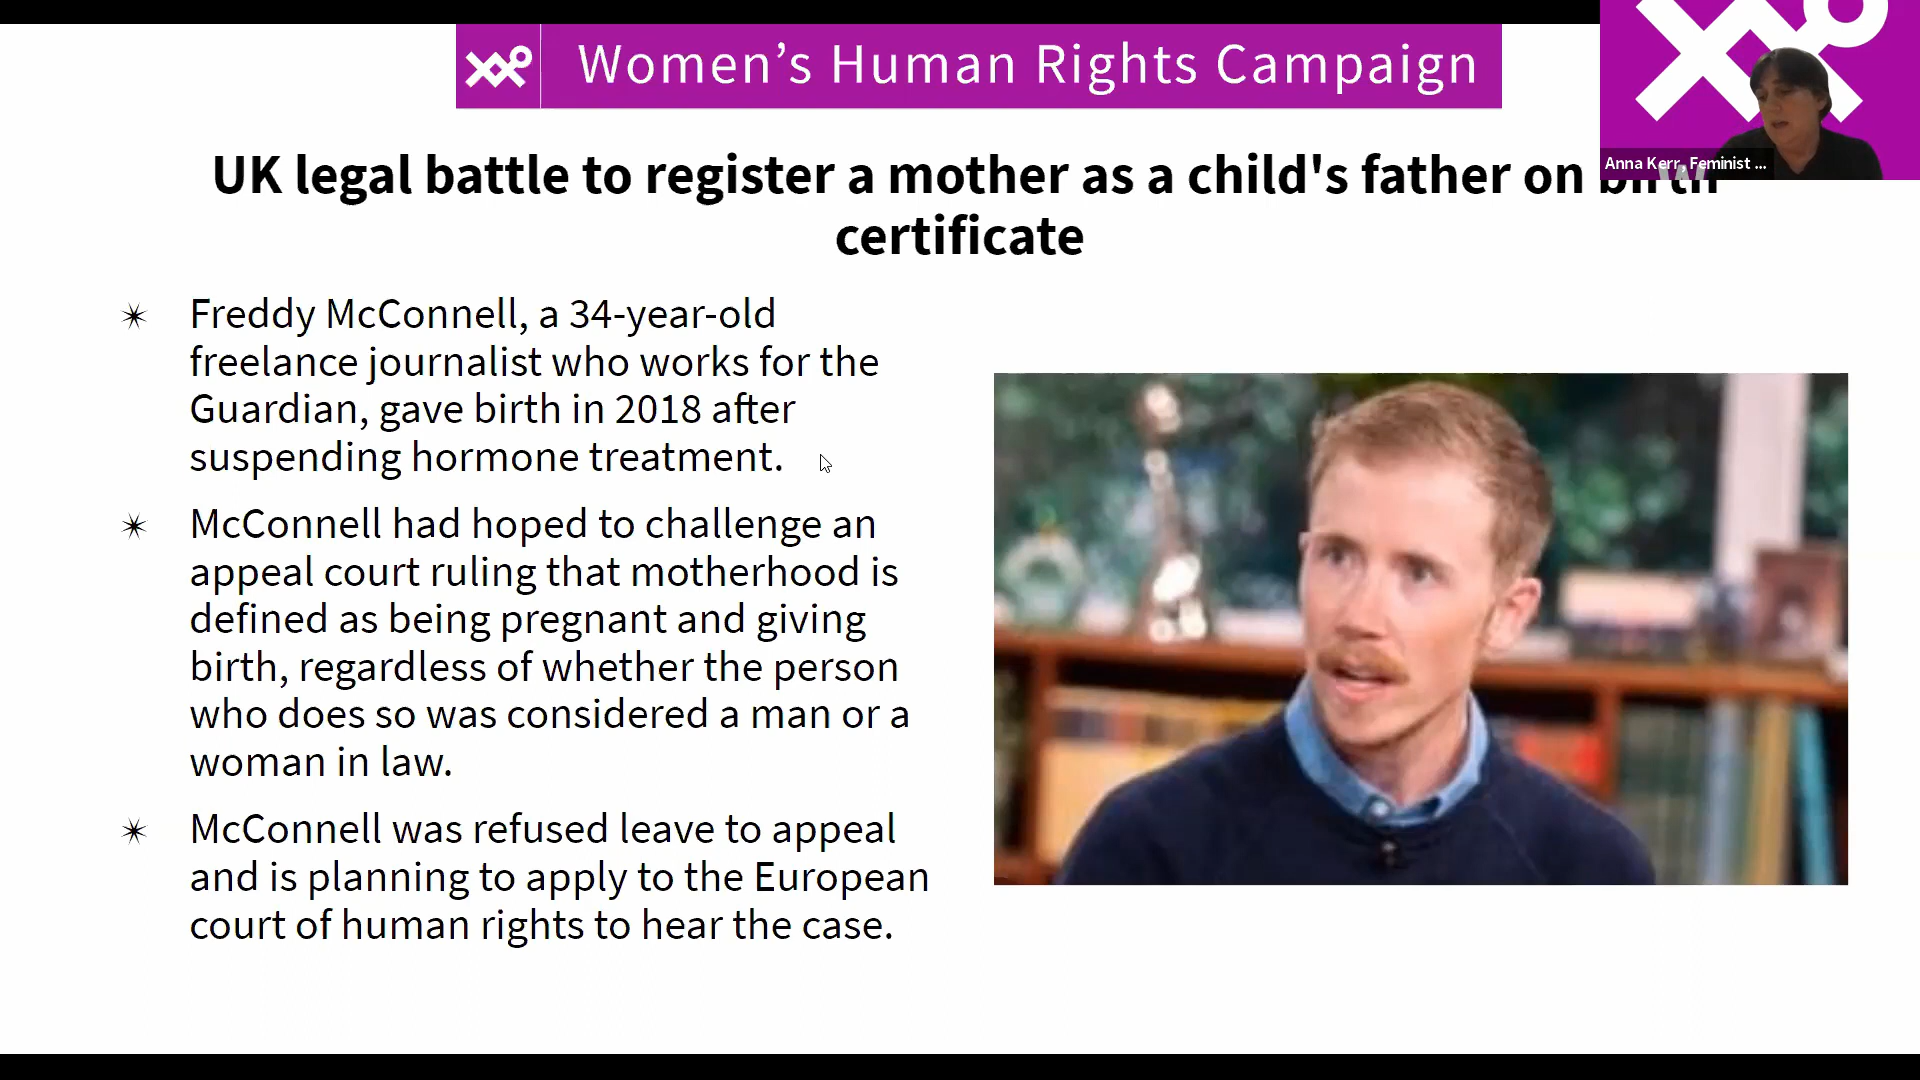 Women’s Human Rights Campaign
Anna Kerr, Feminist ...
UK legal battle to register a mother as a child's father on birth
certificate
✴ Freddy McConnell, a 34-year-old
freelance journalist who works for the
Guardian, gave birth in 2018 after
suspending hormone treatment.
✴ McConnell had hoped to challenge an
appeal court ruling that motherhood is
defined as being pregnant and giving
birth, regardless of whether the person
who does so was considered a man or a
woman in law.
✴ McConnell was refused leave to appeal
and is planning to apply to the European
court of human rights to hear the case.